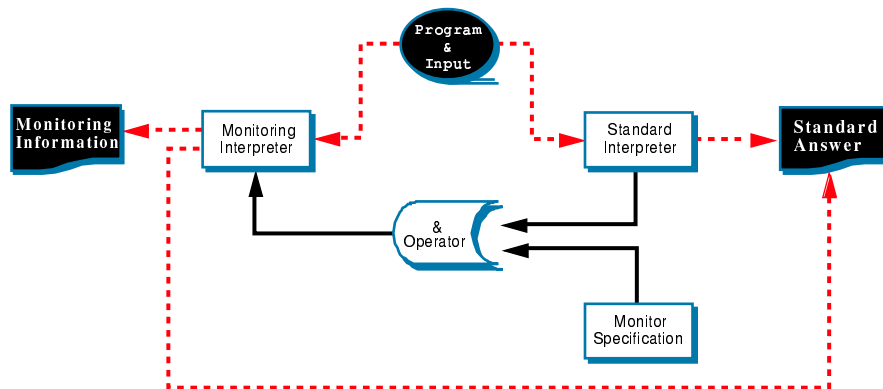 Program
&
Input
Monitoring
Information
Monitoring
Interpreter
Standard
Interpreter
Standard
Answer
&
Operator
Monitor
Specification